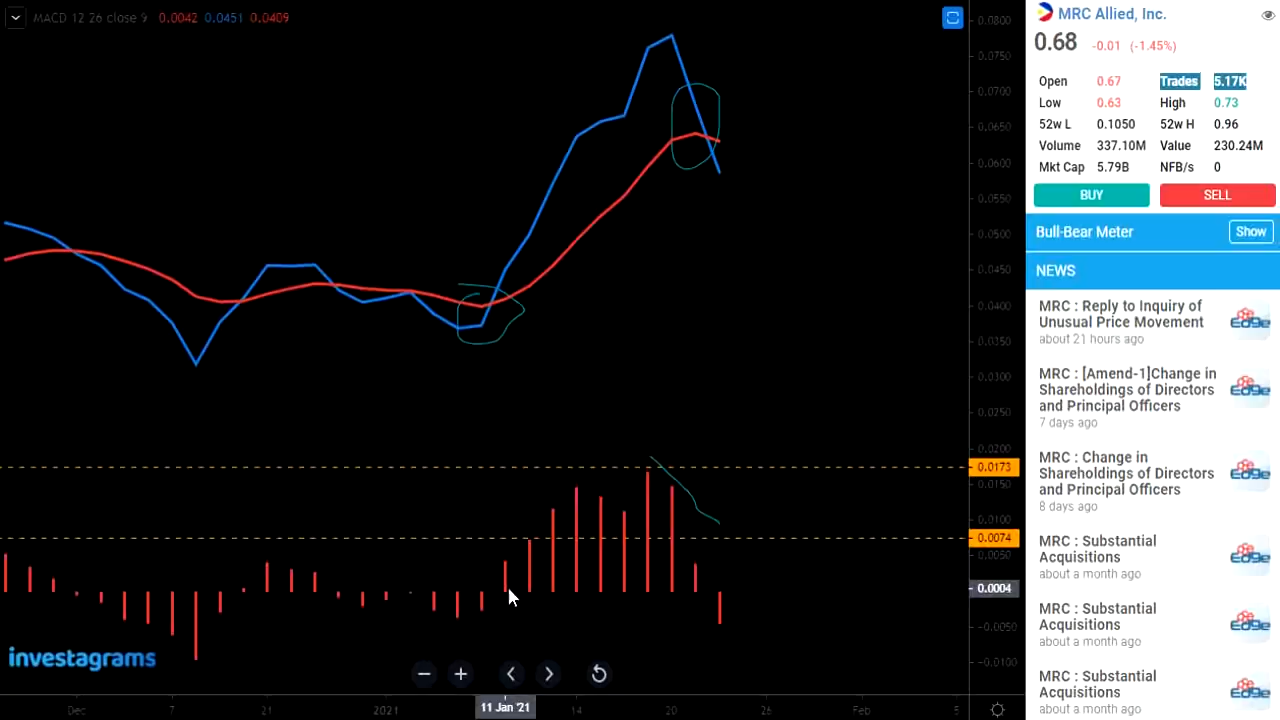 MACD 12 26 close 9 0.0042 0.0451 0.0409
0.0800
0.0750
0.0700
0.0650
0.0600
0.0550
0.0500
0.0450
0.0400
0.0350
0.0300
0.0250
0.0200
0.0173
0.0150
0.0100
0.0074
0.0050
0.0004
−0.0050
−0.0100
investagrams
Dec 7 21 2021 11 Jan '21 14 20 26 Feb 5
MRC Allied, Inc.
0.68 -0.01 (-1.45%)
Open 0.67 Trades 5.17K
Low 0.63 High 0.73
52w L 0.1050 52w H 0.96
Volume 337.10M Value 230.24M
Mkt Cap 5.79B NFB/s 0
BUY SELL
Bull-Bear Meter Show
NEWS
MRC : Reply to Inquiry of
Unusual Price Movement
about 21 hours ago
Edge
MRC : [Amend-1]Change in
Shareholdings of Directors
and Principal Officers
7 days ago
Edge
MRC : Change in
Shareholdings of Directors
and Principal Officers
8 days ago
Edge
MRC : Substantial
Acquisitions
about a month ago
Edge
MRC : Substantial
Acquisitions
about a month ago
Edge
MRC : Substantial
Acquisitions
about a month ago
Edge